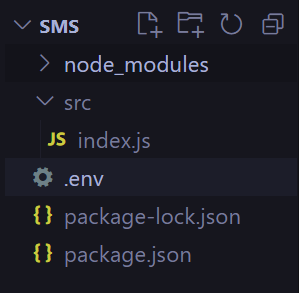 SMS
node_modules
src
JS index.js
.env
{} package-lock.json
{} package.json